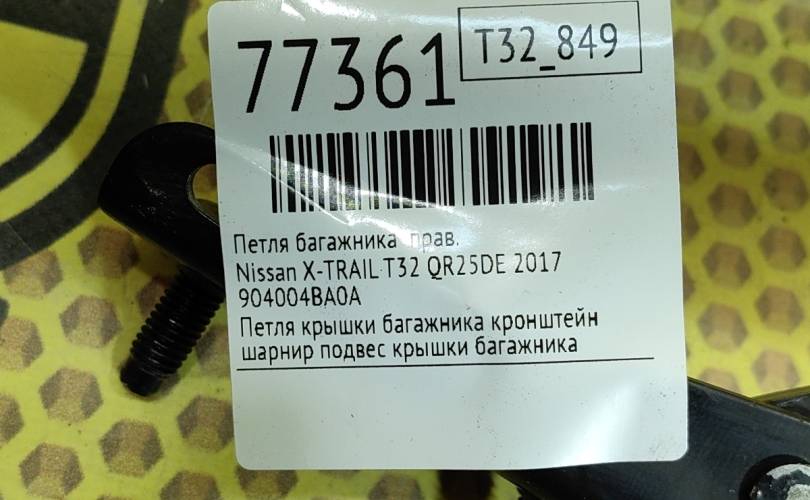 77361
T32_849
Петля багажника прав.
Nissan X-TRAIL T32 QR25DE 2017
904004BA0A
Петля крышки багажника кронштейн
шарнир подвес крышки багажника